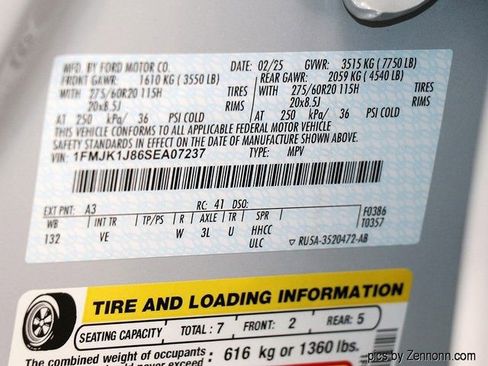 MFD. BY FORD MOTOR CO.
DATE: 02/25 GVWR: 3515 KG (7750 LB)
FRONT GAWR: 1610 KG (3550 LB) REAR GAWR: 2059 KG (4540 LB)
WITH 275/60R20 115H TIRES WITH 275/60R20 115H TIRES
20x8.5J RIMS 20x8.5J RIMS
AT 250 kPa/ 36 PSI COLD AT 250 kPa/ 36 PSI COLD
THIS VEHICLE CONFORMS TO ALL APPLICABLE FEDERAL MOTOR VEHICLE
SAFETY STANDARDS IN EFFECT ON THE DATE OF MANUFACTURE SHOWN ABOVE.
VIN: 1FMJK1J86SEA07237 TYPE: MPV
EXT PNT: A3 RC: 41 DSO: F0386
WB INT TR TP/PS R AXLE TR SPR T0357
132 VE W 3L U HHCC
ULC ▽ RU5A-3520472-AB
TIRE AND LOADING INFORMATION
SEATING CAPACITY TOTAL: 7 FRONT: 2 REAR: 5
The combined weight of occupants
616 kg or 1360 lbs.
pics by Zennonn.com